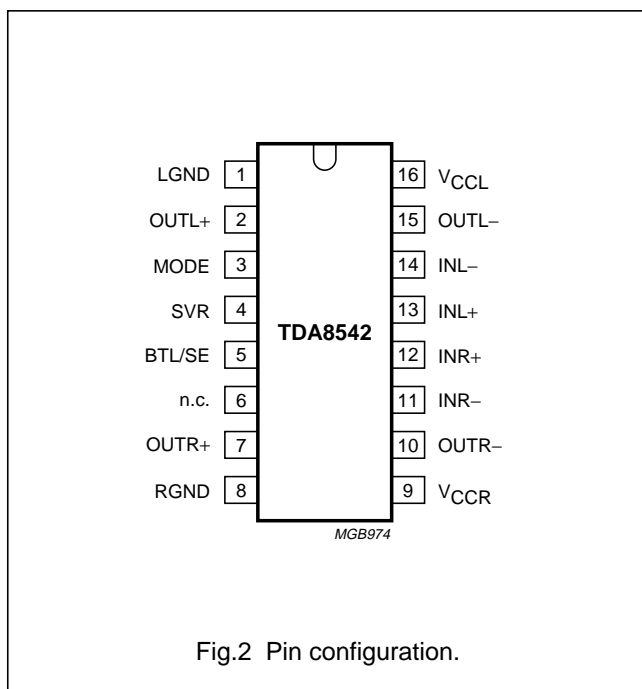 LGND 1 16 VCCL
OUTL+ 2 15 OUTL−
MODE 3 14 INL−
SVR 4 13 INL+
TDA8542
BTL/SE 5 12 INR+
n.c. 6 11 INR−
OUTR+ 7 10 OUTR−
RGND 8 9 VCCR
MGB974
Fig.2 Pin configuration.